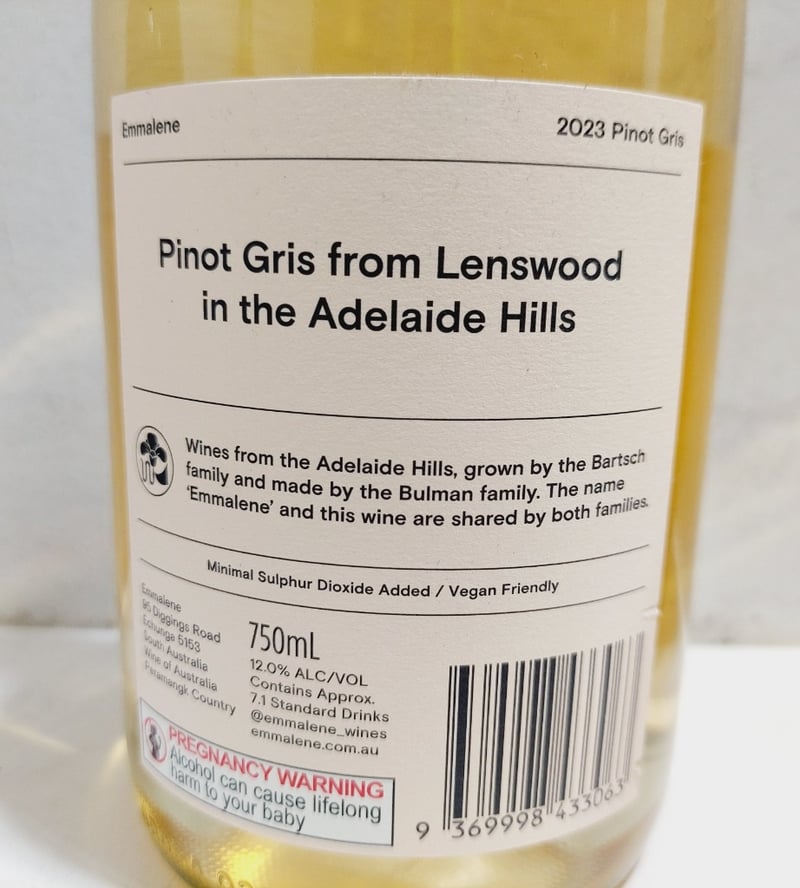 Emmalene
2023 Pinot Gris
Pinot Gris from Lenswood
in the Adelaide Hills
Wines from the Adelaide Hills, grown by the Bartsch
family and made by the Bulman family. The name
‘Emmalene’ and this wine are shared by both families.
Minimal Sulphur Dioxide Added / Vegan Friendly
Emmalene
95 Diggings Road
Echunga 5153
South Australia
Wine of Australia
Peramangk Country
750mL
12.0% ALC/VOL
Contains Approx.
7.1 Standard Drinks
@emmalene_wines
emmalene.com.au
PREGNANCY WARNING
Alcohol can cause lifelong
harm to your baby
9 369998 433063